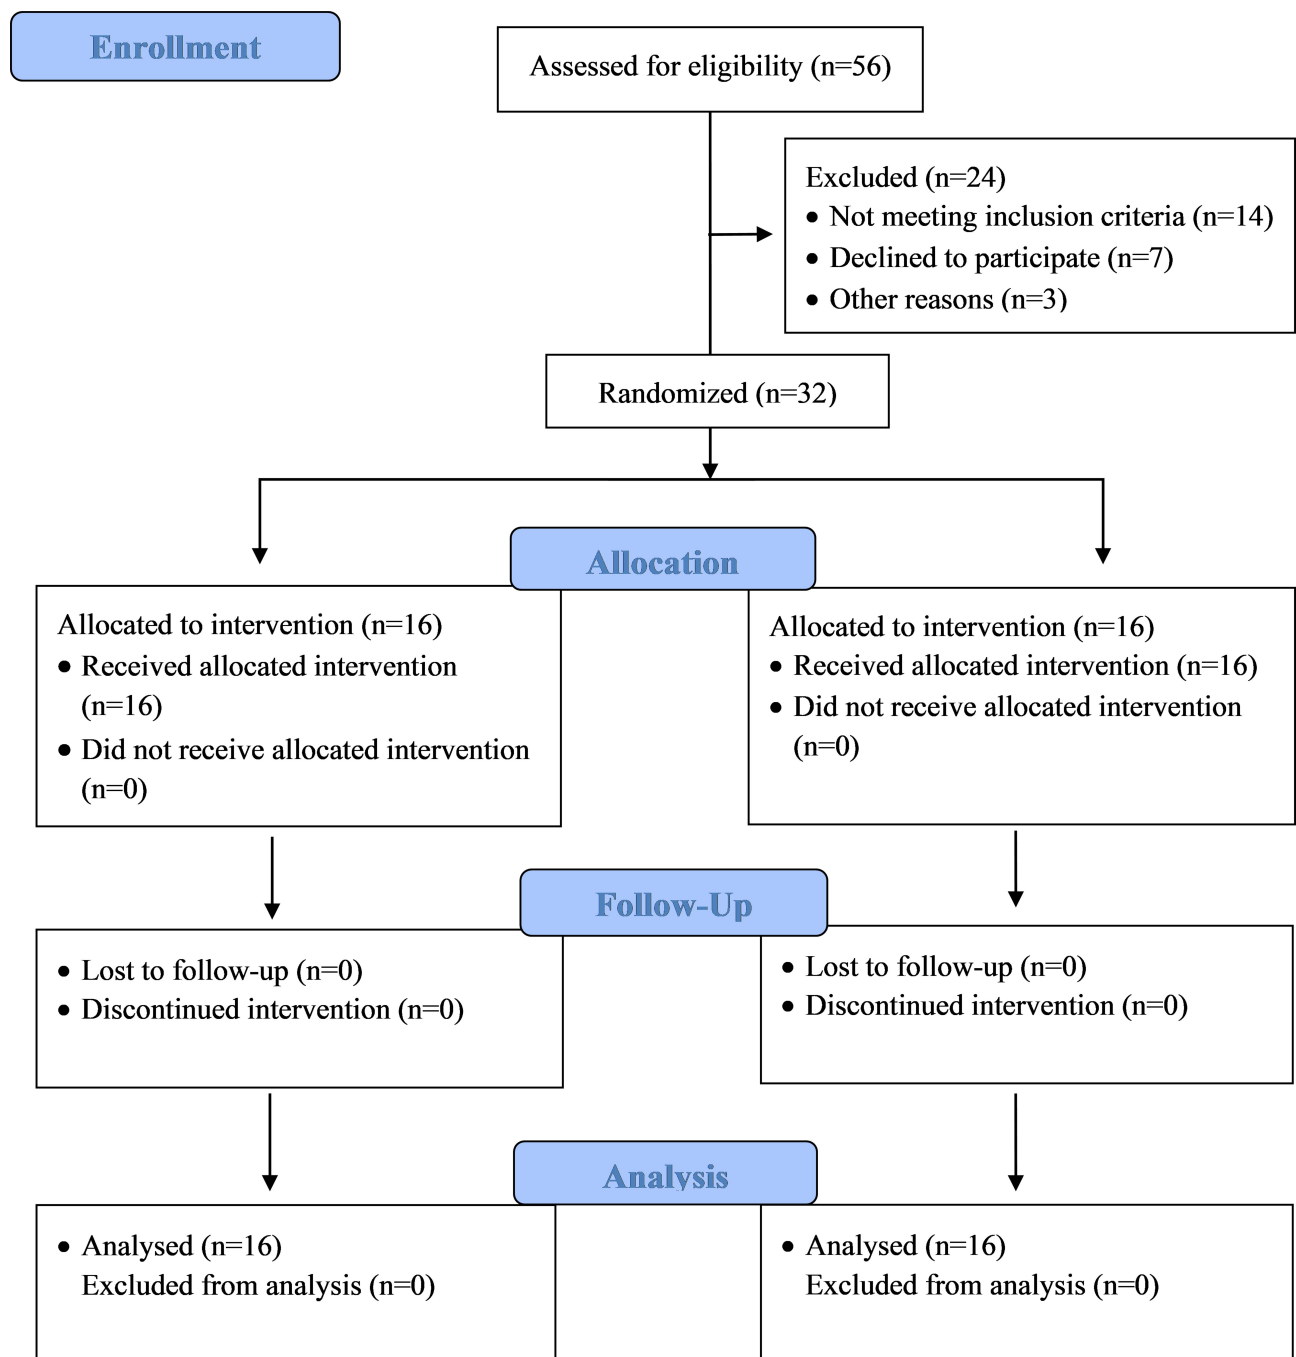 Enrollment
Assessed for eligibility (n=56)
Excluded (n=24)
• Not meeting inclusion criteria (n=14)
• Declined to participate (n=7)
• Other reasons (n=3)
Randomized (n=32)
Allocation
Allocated to intervention (n=16)
• Received allocated intervention
(n=16)
• Did not receive allocated intervention
(n=0)
Allocated to intervention (n=16)
• Received allocated intervention (n=16)
• Did not receive allocated intervention
(n=0)
Follow-Up
• Lost to follow-up (n=0)
• Discontinued intervention (n=0)
• Lost to follow-up (n=0)
• Discontinued intervention (n=0)
Analysis
• Analysed (n=16)
Excluded from analysis (n=0)
• Analysed (n=16)
Excluded from analysis (n=0)